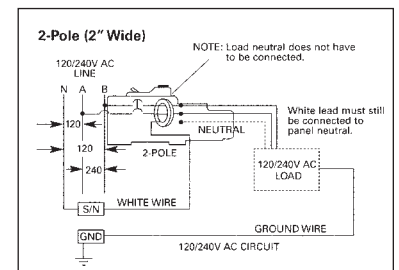 2-Pole (2" Wide)
NOTE: Load neutral does not have
to be connected.
120/240V AC
LINE
N A B
White lead must still
be connected to
panel neutral.
120
NEUTRAL
120
2-POLE
240
120/240V AC
LOAD
WHITE WIRE
S/N
GROUND WIRE
GND
120/240V AC CIRCUIT